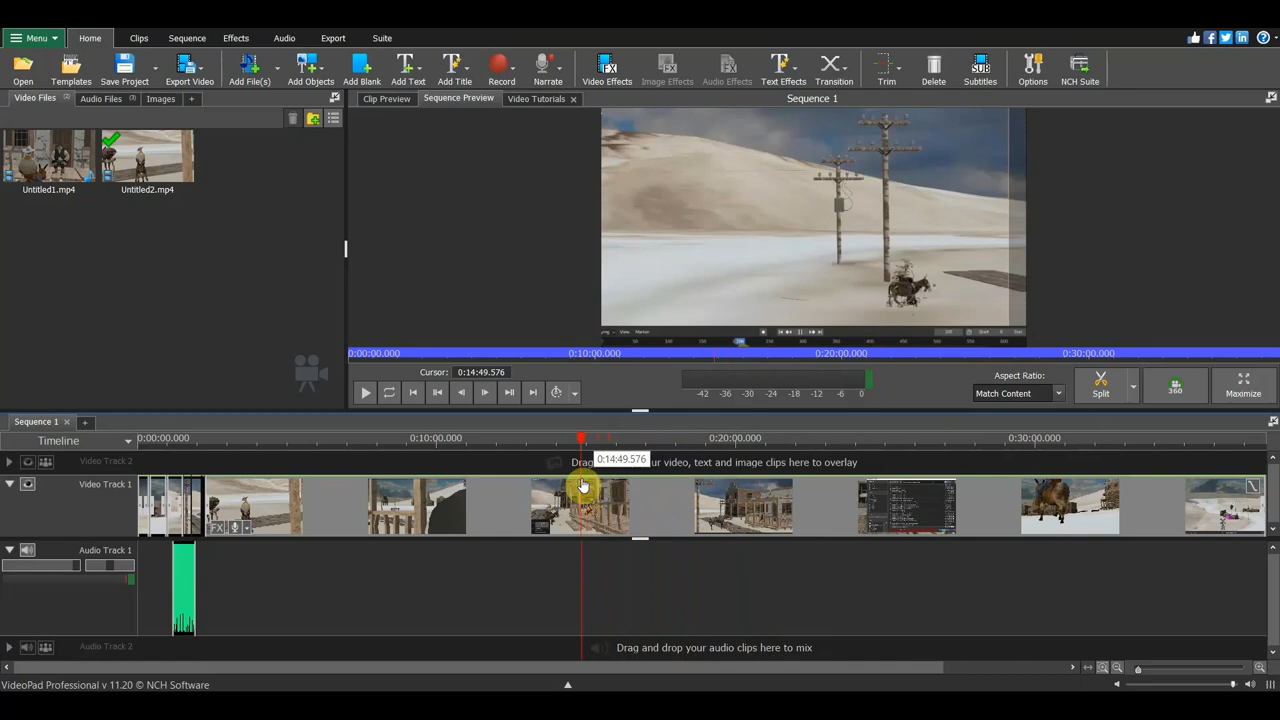 Menu Home Clips Sequence Effects Audio Export Suite
Open Templates Save Project Export Video Add File(s) Add Objects Add Blank Add Text Add Title Record Narrate Video Effects Image Effects Audio Effects Text Effects Transition Trim Delete Subtitles Options NCH Suite
Video Files Audio Files Images + Clip Preview Sequence Preview Video Tutorials Sequence 1
Untitled1.mp4 Untitled2.mp4
View Marker
0:00:00.000 0:10:00.000 0:20:00.000 0:30:00.000
Cursor: 0:14:49.576 Aspect Ratio:
-42 -36 -30 -24 -18 -12 -6 0 Match Content Split 360 Maximize
Sequence 1
Timeline 0:00:00.000 0:10:00.000 0:20:00.000 0:30:00.000
Video Track 2 Drag 0:14:49.576 ur video, text and image clips here to overlay
Video Track 1
FX
Audio Track 1
Audio Track 2 Drag and drop your audio clips here to mix
VideoPad Professional v 11.20 © NCH Software